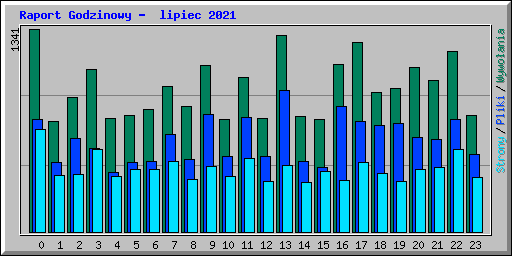 Raport Godzinowy - lipiec 2021
1341
Strony / Pliki / Wywolania
0 1 2 3 4 5 6 7 8 9 10 11 12 13 14 15 16 17 18 19 20 21 22 23